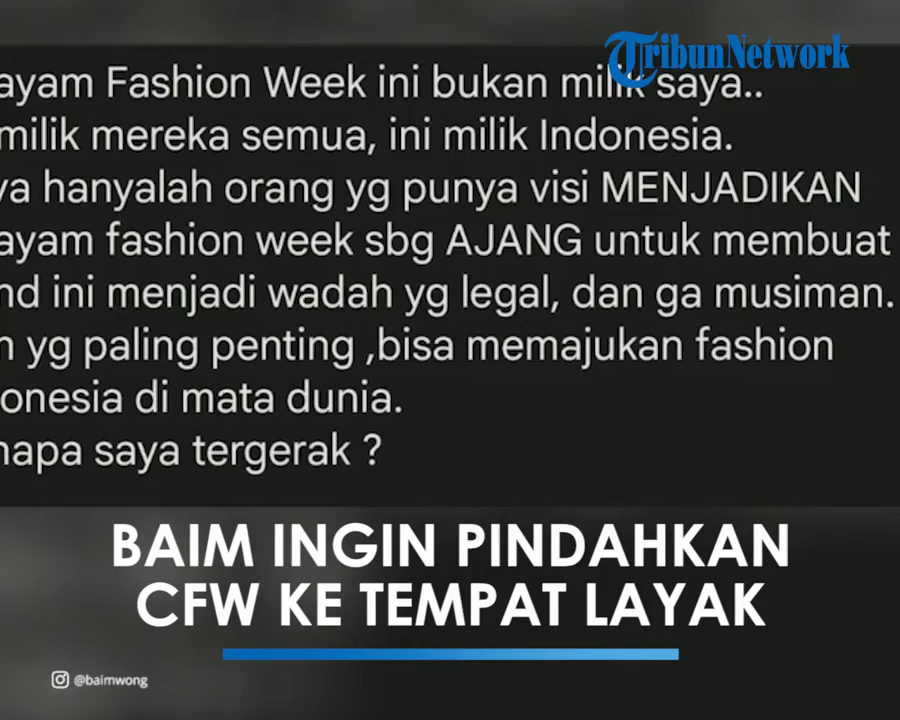 TribunNetwork
ayam Fashion Week ini bukan milik saya..
milik mereka semua, ini milik Indonesia.
ya hanyalah orang yg punya visi MENJADIKAN
ayam fashion week sbg AJANG untuk membuat
nd ini menjadi wadah yg legal, dan ga musiman.
n yg paling penting ,bisa memajukan fashion
onesia di mata dunia.
napa saya tergerak ?
BAIM INGIN PINDAHKAN
CFW KE TEMPAT LAYAK
@baimwong